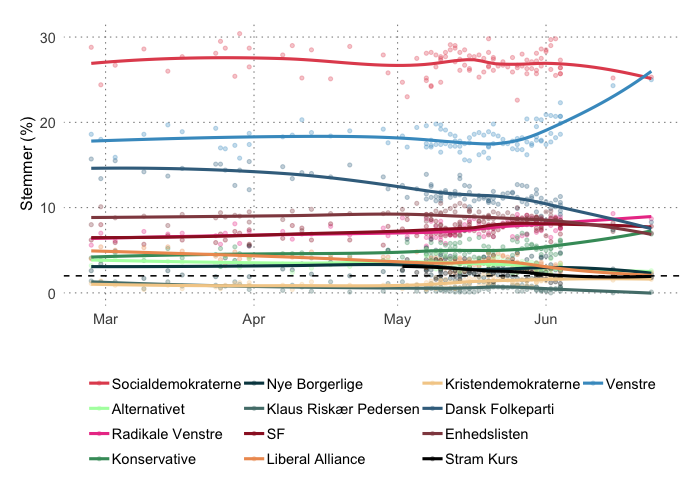 30
20
10
0
Stemmer (%)
Mar Apr May Jun
Socialdemokraterne Nye Borgerlige Kristendemokraterne Venstre
Alternativet Klaus Riskær Pedersen Dansk Folkeparti
Radikale Venstre SF Enhedslisten
Konservative Liberal Alliance Stram Kurs